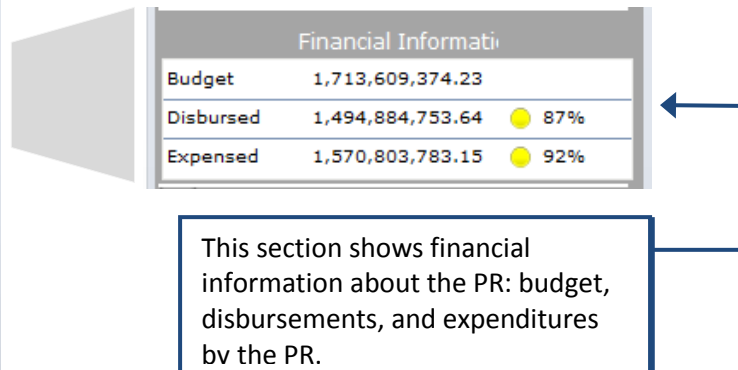 Financial Informati
Budget 1,713,609,374.23
Disbursed 1,494,884,753.64 87%
Expensed 1,570,803,783.15 92%
This section shows financial
information about the PR: budget,
disbursements, and expenditures
by the PR.